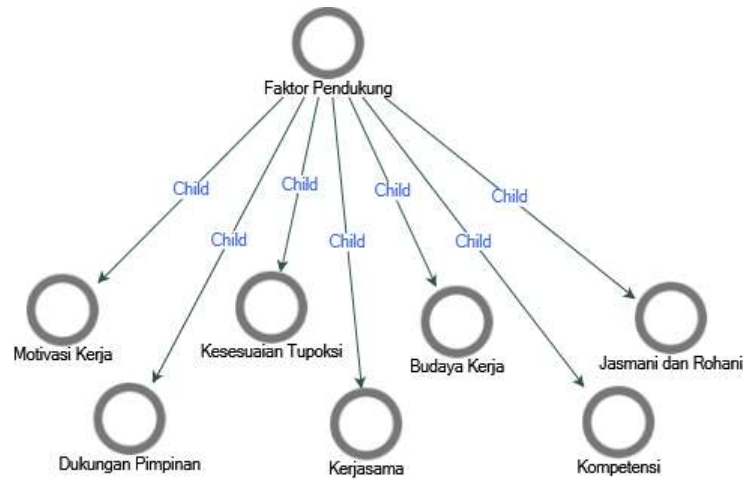 Faktor Pendukung
Child
Child
Child
Child
Child
Child
Child
Motivasi Kerja
Kesesuaian Tupoksi
Budaya Kerja
Jasmani dan Rohani
Dukungan Pimpinan
Kerjasama
Kompetensi